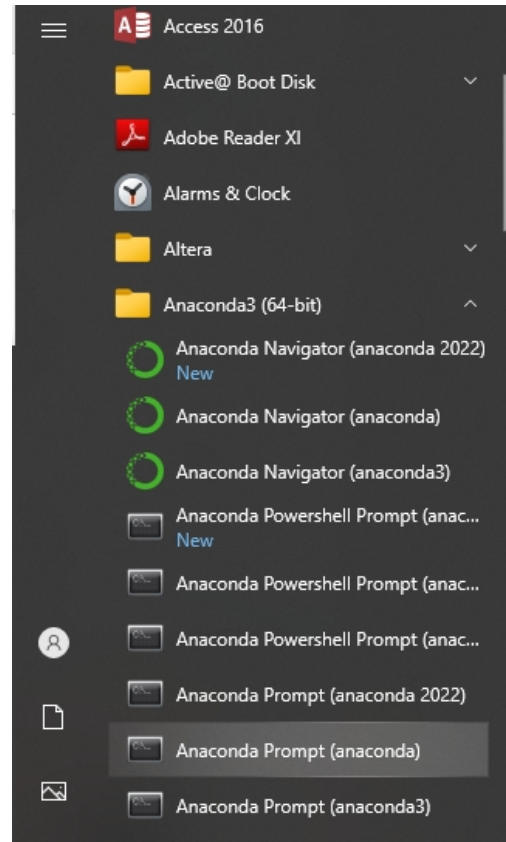 Access 2016
Active@ Boot Disk
Adobe Reader XI
Alarms & Clock
Altera
Anaconda3 (64-bit)
Anaconda Navigator (anaconda 2022)
New
Anaconda Navigator (anaconda)
Anaconda Navigator (anaconda3)
Anaconda Powershell Prompt (anac...
New
Anaconda Powershell Prompt (anac...
Anaconda Powershell Prompt (anac...
Anaconda Prompt (anaconda 2022)
Anaconda Prompt (anaconda)
Anaconda Prompt (anaconda3)